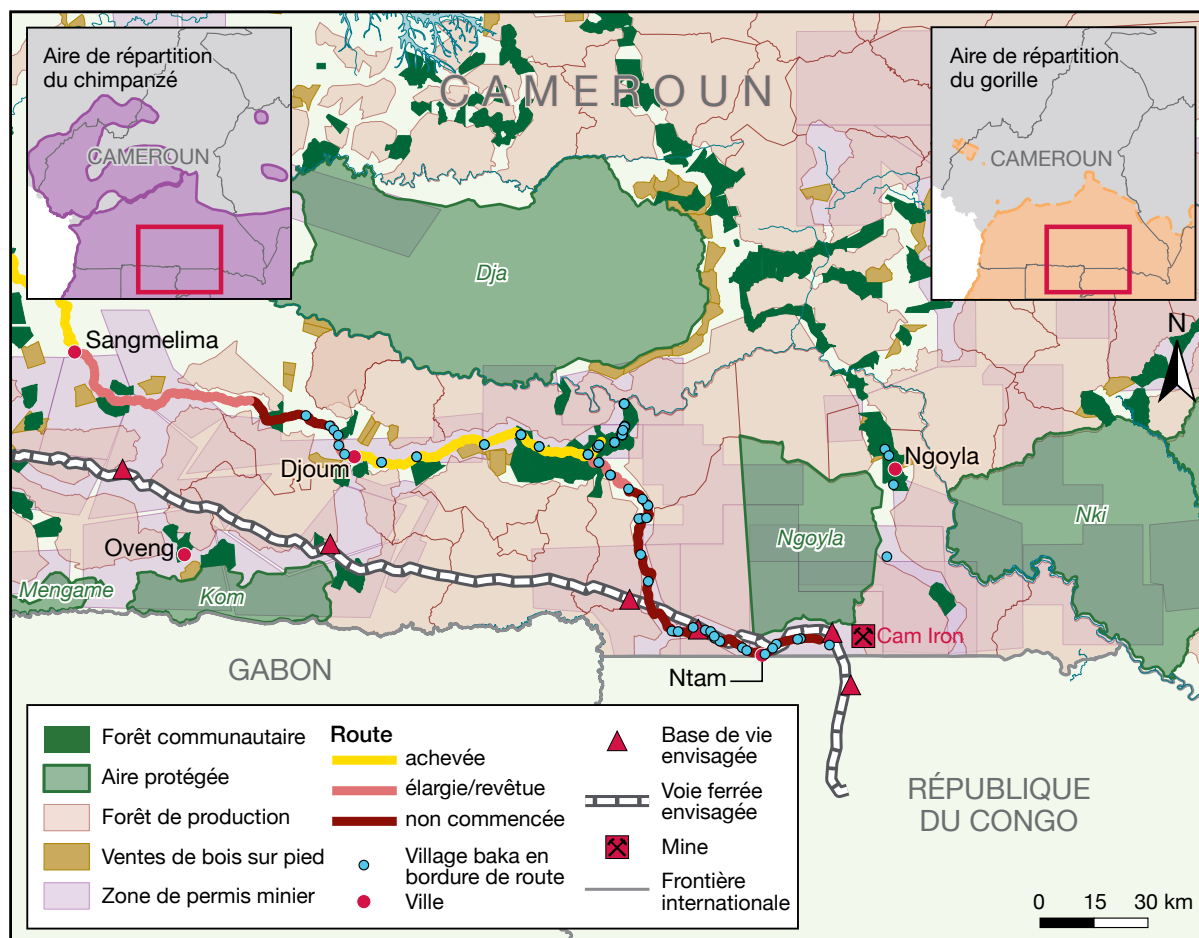 Aire de répartition
du chimpanzé
CAMEROUN
CAMEROUN
Aire de répartition
du gorille
CAMEROUN
Dja
N
Sangmelima
Djoum
Ngoyla
Oveng
Ngoyla
Nki
Mengame
Kom
Cam Iron
GABON
Ntam
RÉPUBLIQUE
DU CONGO
Forêt communautaire
Aire protégée
Forêt de production
Ventes de bois sur pied
Zone de permis minier
Route
achevée
élargie/revêtue
non commencée
Village baka en
bordure de route
Ville
Base de vie
envisagée
Voie ferrée
envisagée
Mine
Frontière
internationale
0 15 30 km